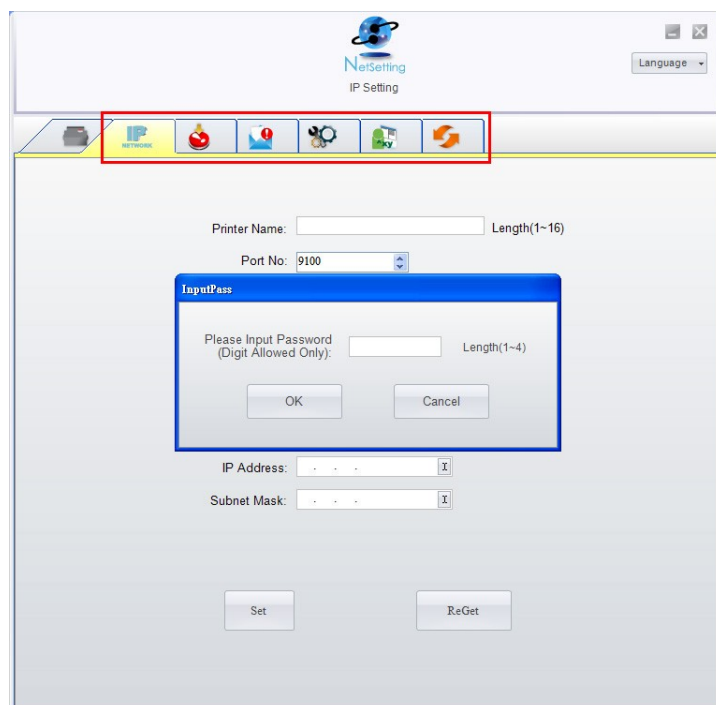 NetSetting
Language
IP Setting
IP
NETWORK
Printer Name:
Length(1~16)
Port No: 9100
InputPass
Please Input Password
(Digit Allowed Only):
Length(1~4)
OK
Cancel
IP Address: . . .
Subnet Mask: . . .
Set
ReGet